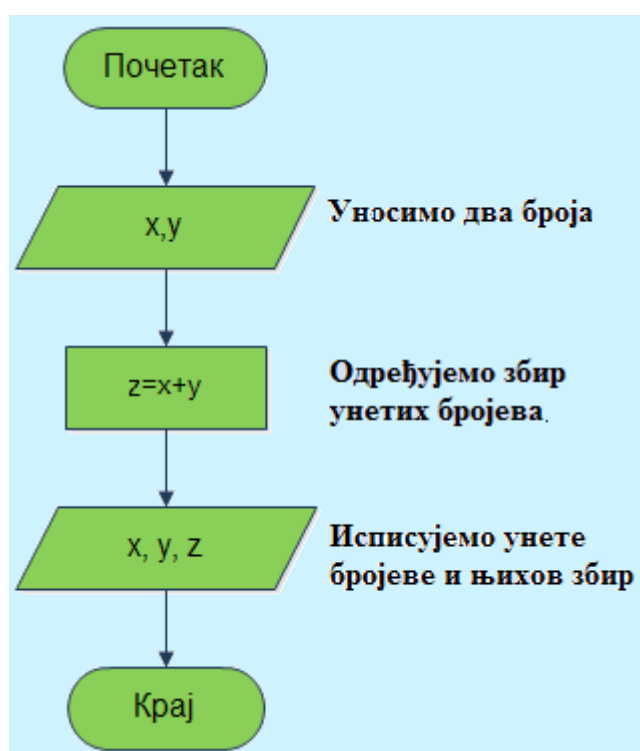 Почетак
x,y
Уносимо два броја
z=x+y
Одређујемо збир
унетих бројева.
x, y, z
Исписујемо унете
бројеве и њихов збир
Крај